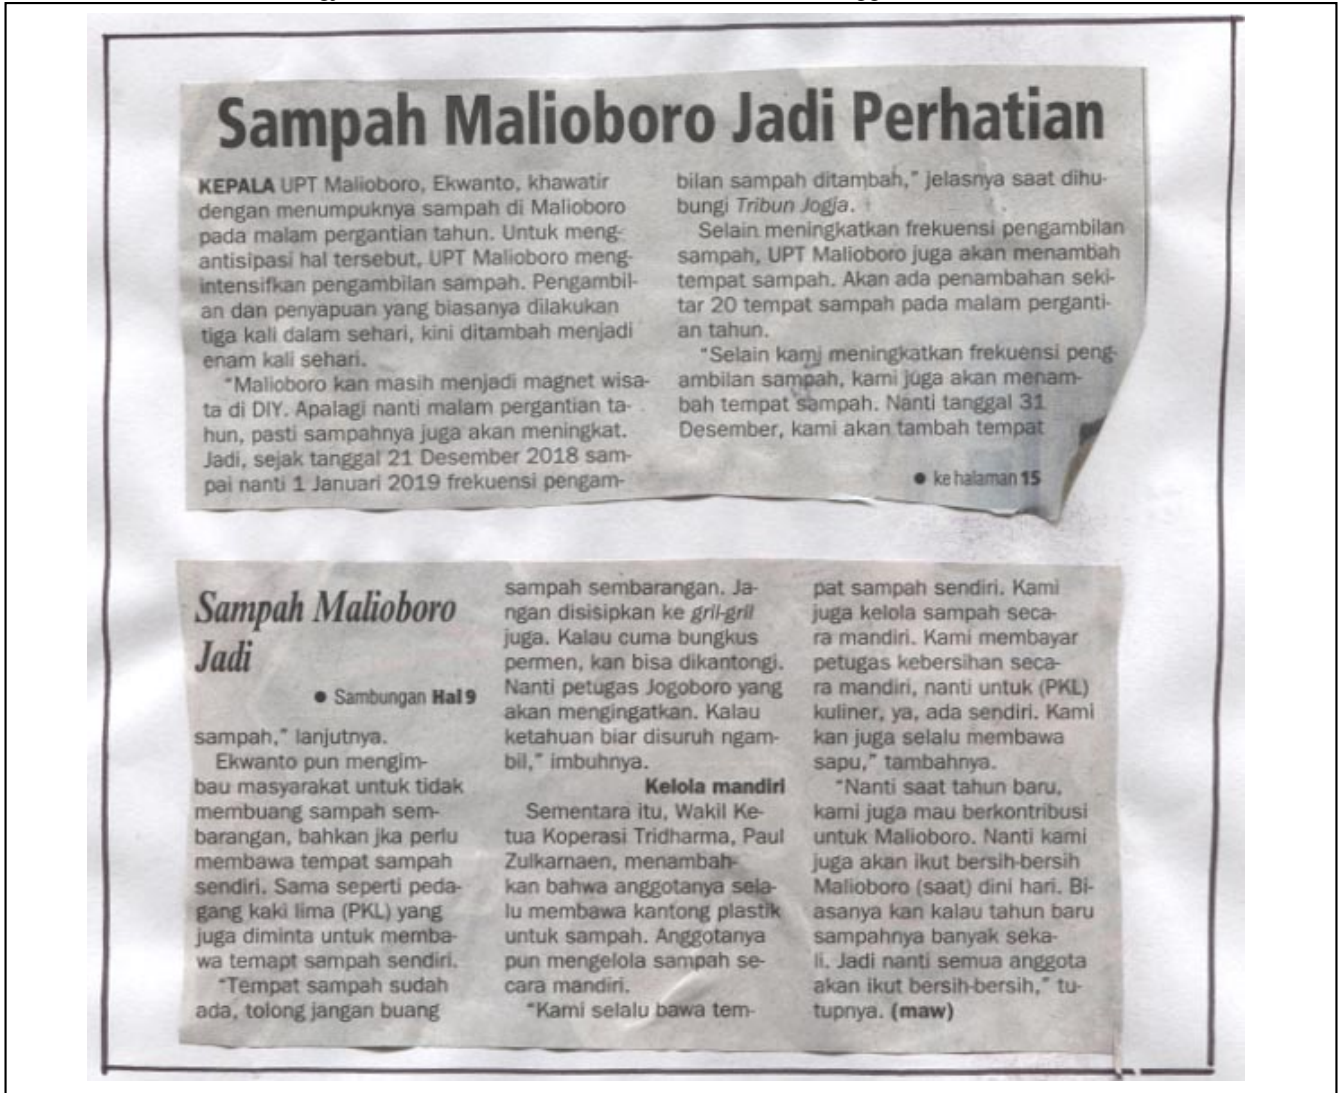 Sampah Malioboro Jadi Perhatian
KEPALA UPT Malioboro, Ekwanto, khawatir
dengan menumpuknya sampah di Malioboro
pada malam pergantian tahun. Untuk meng-
antisipasi hal tersebut, UPT Malioboro meng-
intensifkan pengambilan sampah. Pengambil-
an dan penyapuan yang biasanya dilakukan
tiga kali dalam sehari, kini ditambah menjadi
enam kali sehari.
"Malioboro kan masih menjadi magnet wisa-
ta di DIY. Apalagi nanti malam pergantian ta-
hun, pasti sampahnya juga akan meningkat.
Jadi, sejak tanggal 21 Desember 2018 sam-
pai nanti 1 Januari 2019 frekuensi pengam-
bilan sampah ditambah," jelasnya saat dihu-
bungi Tribun Jogja.
Selain meningkatkan frekuensi pengambilan
sampah, UPT Malioboro juga akan menambah
tempat sampah. Akan ada penambahan seki-
tar 20 tempat sampah pada malam perganti-
an tahun.
"Selain kami meningkatkan frekuensi peng-
ambilan sampah, kami juga akan menam-
bah tempat sampah. Nanti tanggal 31
Desember, kami akan tambah tempat
● ke halaman 15
Sampah Malioboro
Jadi
● Sambungan Hal 9
sampah," lanjutnya.
Ekwanto pun mengim-
bau masyarakat untuk tidak
membuang sampah sem-
barangan, bahkan jka perlu
membawa tempat sampah
sendiri. Sama seperti peda-
gang kaki lima (PKL) yang
juga diminta untuk memba-
wa temapt sampah sendiri.
"Tempat sampah sudah
ada, tolong jangan buang
sampah sembarangan. Ja-
ngan disisipkan ke gril-gril
juga. Kalau cuma bungkus
permen, kan bisa dikantongi.
Nanti petugas Jogoboro yang
akan mengingatkan. Kalau
ketahuan biar disuruh ngam-
bil," imbuhnya.
Kelola mandiri
Sementara itu, Wakil Ke-
tua Koperasi Tridharma, Paul
Zulkarnaen, menambah-
kan bahwa anggotanya sela-
lu membawa kantong plastik
untuk sampah. Anggotanya
pun mengelola sampah se-
cara mandiri.
"Kami selalu bawa tem-
pat sampah sendiri. Kami
juga kelola sampah seca-
ra mandiri. Kami membayar
petugas kebersihan seca-
ra mandiri, nanti untuk (PKL)
kuliner, ya, ada sendiri. Kami
kan juga selalu membawa
sapu," tambahnya.
"Nanti saat tahun baru,
kami juga mau berkontribusi
untuk Malioboro. Nanti kami
juga akan ikut bersih-bersih
Malioboro (saat) dini hari. Bi-
asanya kan kalau tahun baru
sampahnya banyak seka-
li. Jadi nanti semua anggota
akan ikut bersih-bersih," tu-
tupnya. (maw)